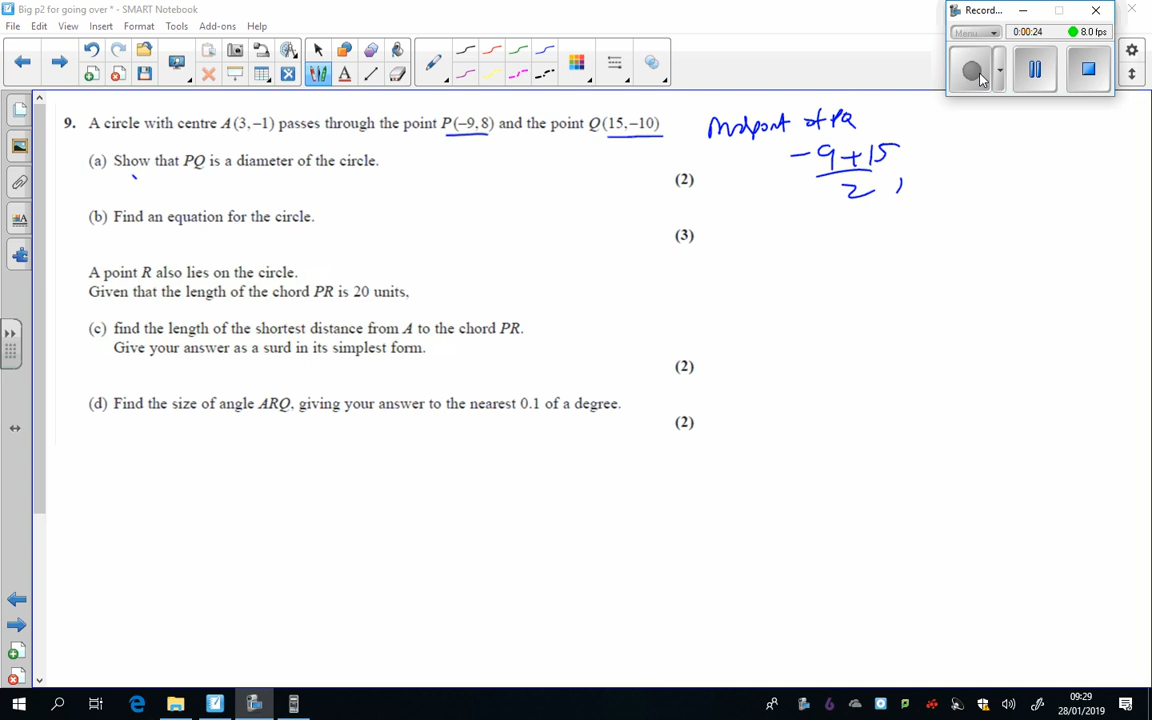 Big p2 for going over * - SMART Notebook
File Edit View Insert Format Tools Add-ons Help
Record...
Menu
0:00:24
8.0 fps
9. A circle with centre A(3,−1) passes through the point P(−9,8) and the point Q(15,−10)
(a) Show that PQ is a diameter of the circle.
(2)
(b) Find an equation for the circle.
(3)
A point R also lies on the circle.
Given that the length of the chord PR is 20 units,
(c) find the length of the shortest distance from A to the chord PR.
Give your answer as a surd in its simplest form.
(2)
(d) Find the size of angle ARQ, giving your answer to the nearest 0.1 of a degree.
(2)
Midpoint of PQ
-9+15
2 ,
09:29
28/01/2019